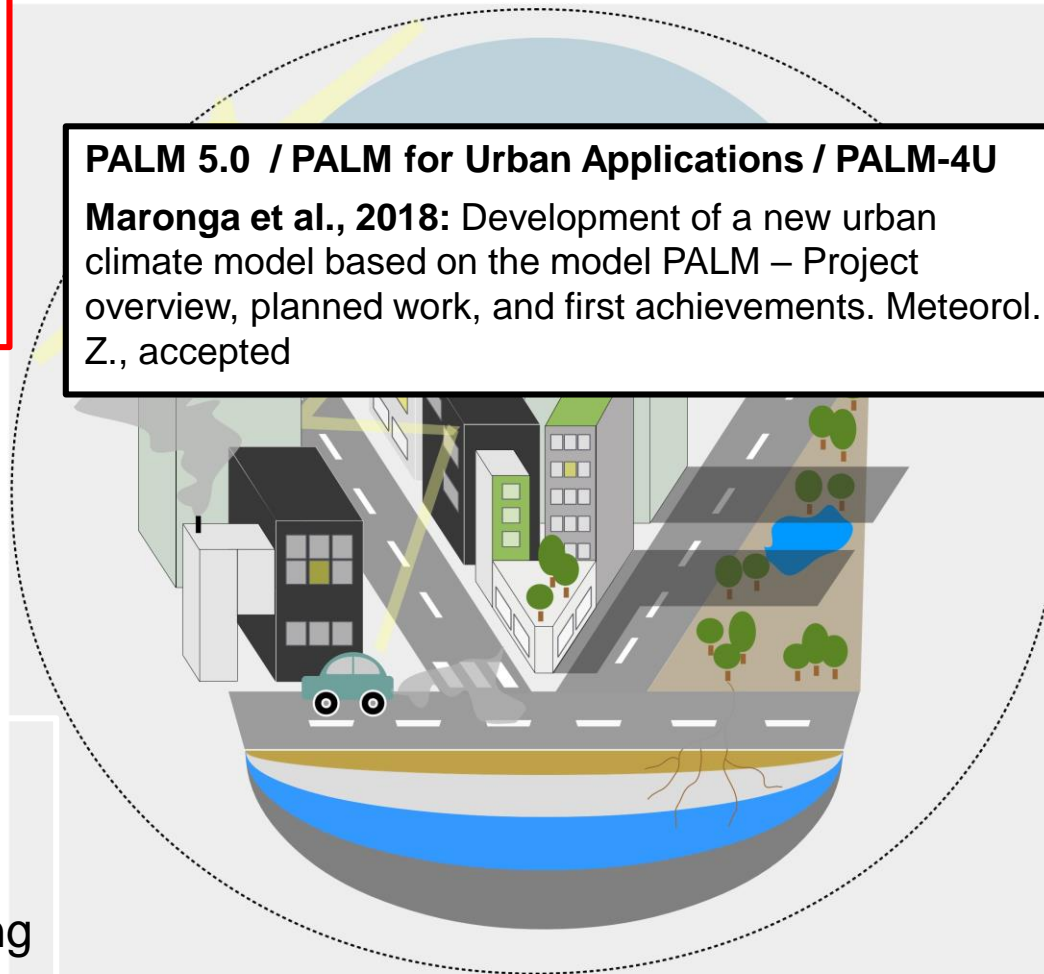 PALM 5.0 / PALM for Urban Applications / PALM-4U
Maronga et al., 2018: Development of a new urban
climate model based on the model PALM – Project
overview, planned work, and first achievements. Meteorol.
Z., accepted